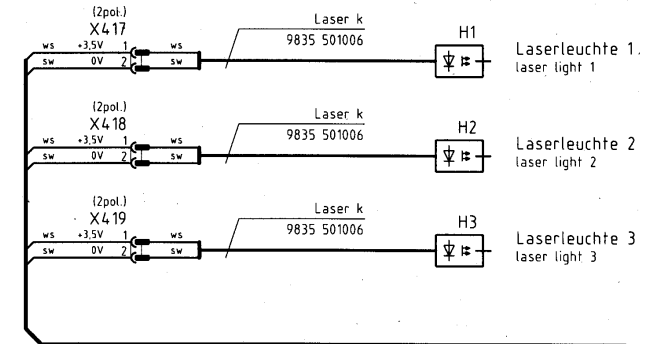 (2pol.)
X417
Laser k
9835 501006
H1
Laserleuchte 1.
laser light 1
ws +3,5V 1 ws
sw 0V 2 sw
(2pol.)
X418
Laser k
9835 501006
H2
Laserleuchte 2
laser light 2
ws +3,5V 1 ws
sw 0V 2 sw
(2pol.)
X419
Laser k
9835 501006
H3
Laserleuchte 3
laser light 3
ws +3,5V 1 ws
sw 0V 2 sw